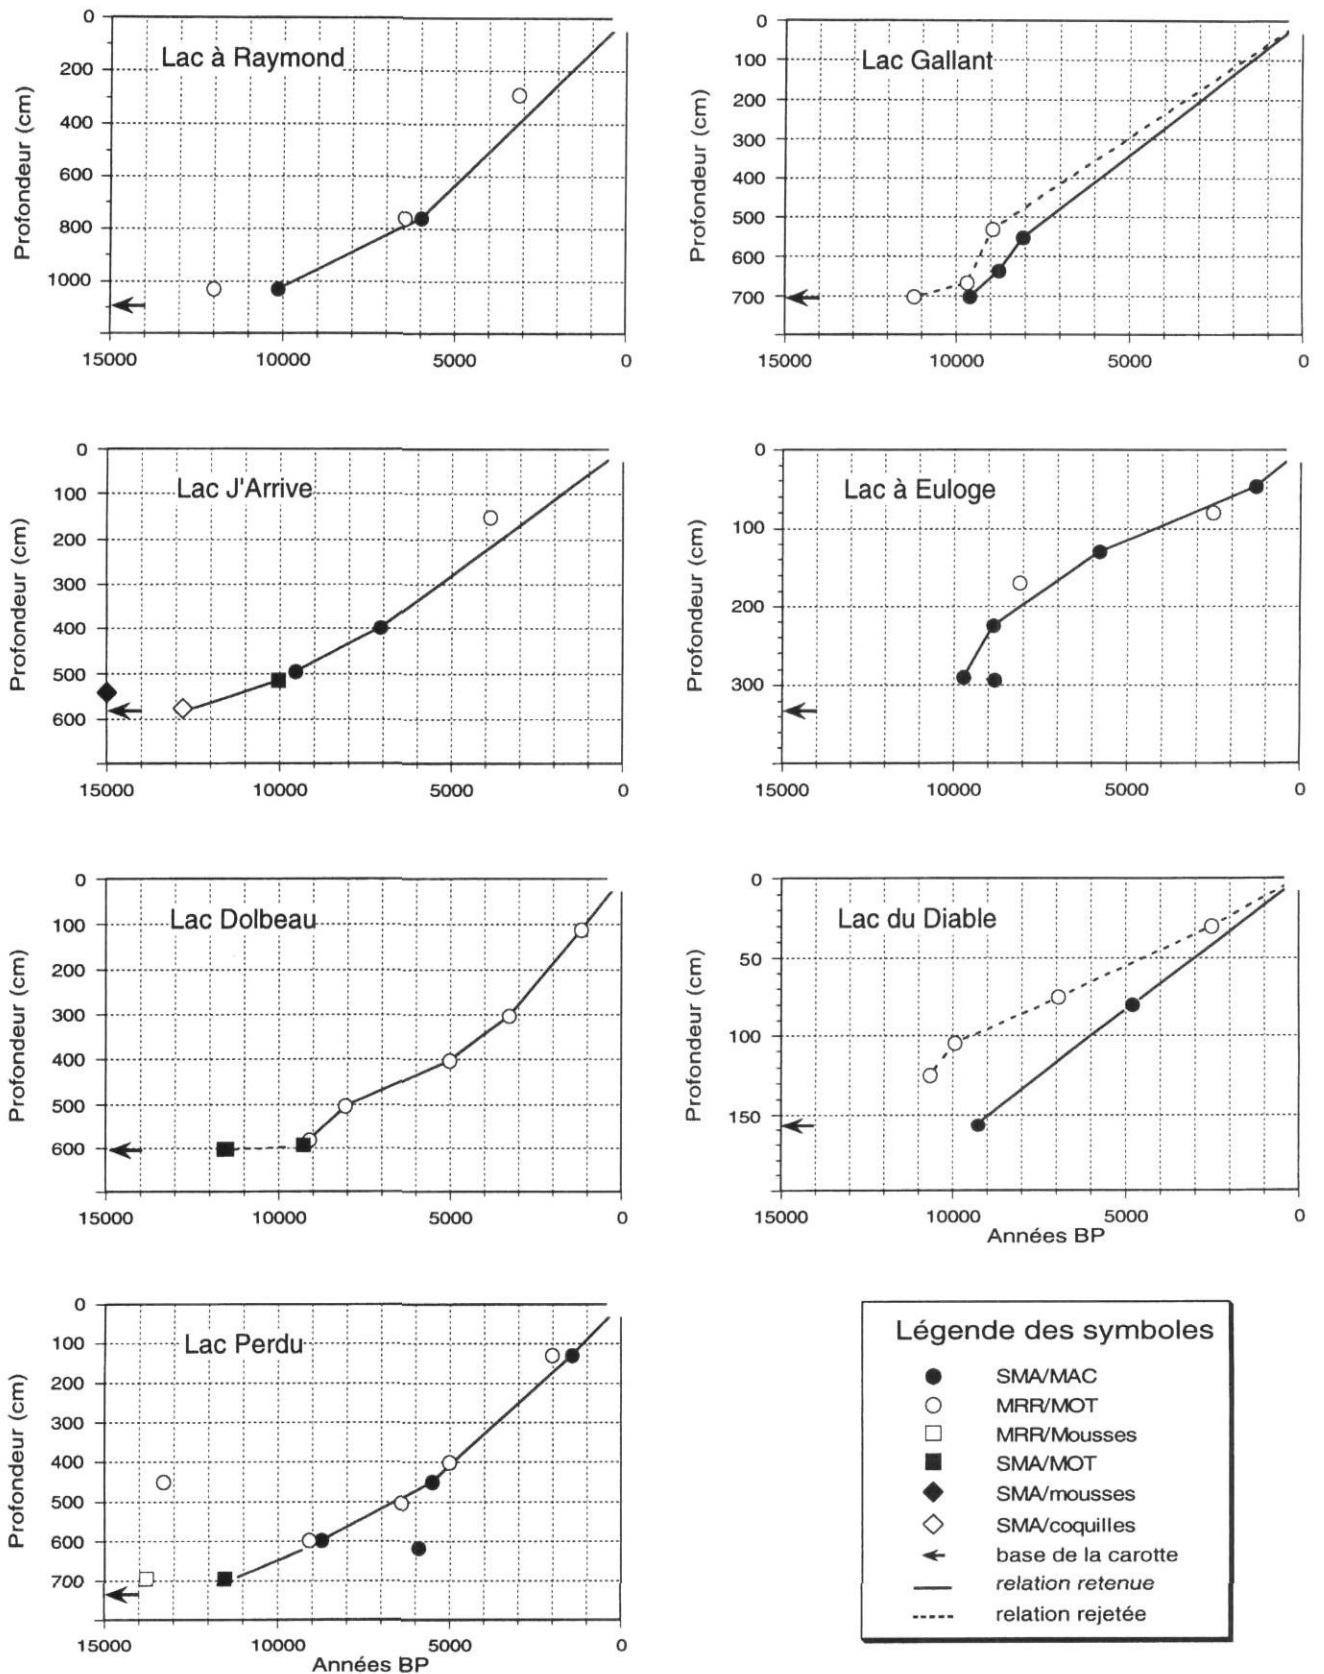 Lac à Raymond
Profondeur (cm)
0
200
400
600
800
1000
15000 10000 5000 0
Lac Gallant
Profondeur (cm)
0
100
200
300
400
500
600
700
15000 10000 5000 0
Lac J'Arrive
Profondeur (cm)
0
100
200
300
400
500
600
15000 10000 5000 0
Lac à Euloge
Profondeur (cm)
0
100
200
300
15000 10000 5000 0
Lac Dolbeau
Profondeur (cm)
0
100
200
300
400
500
600
15000 10000 5000 0
Lac du Diable
Profondeur (cm)
0
50
100
150
15000 10000 5000 0
Années BP
Lac Perdu
Profondeur (cm)
0
100
200
300
400
500
600
700
15000 10000 5000 0
Années BP
Légende des symboles
SMA/MAC
MRR/MOT
MRR/Mousses
SMA/MOT
SMA/mousses
SMA/coquilles
base de la carotte
relation retenue
relation rejetée